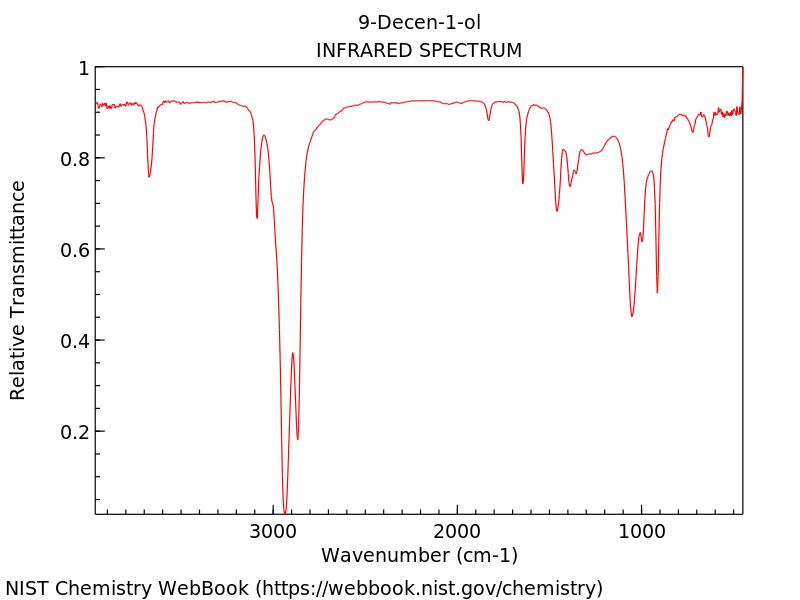 9-Decen-1-ol
INFRARED SPECTRUM
1
0.8
0.6
0.4
0.2
Relative Transmittance
3000 2000 1000
Wavenumber (cm-1)
NIST Chemistry WebBook (https://webbook.nist.gov/chemistry)